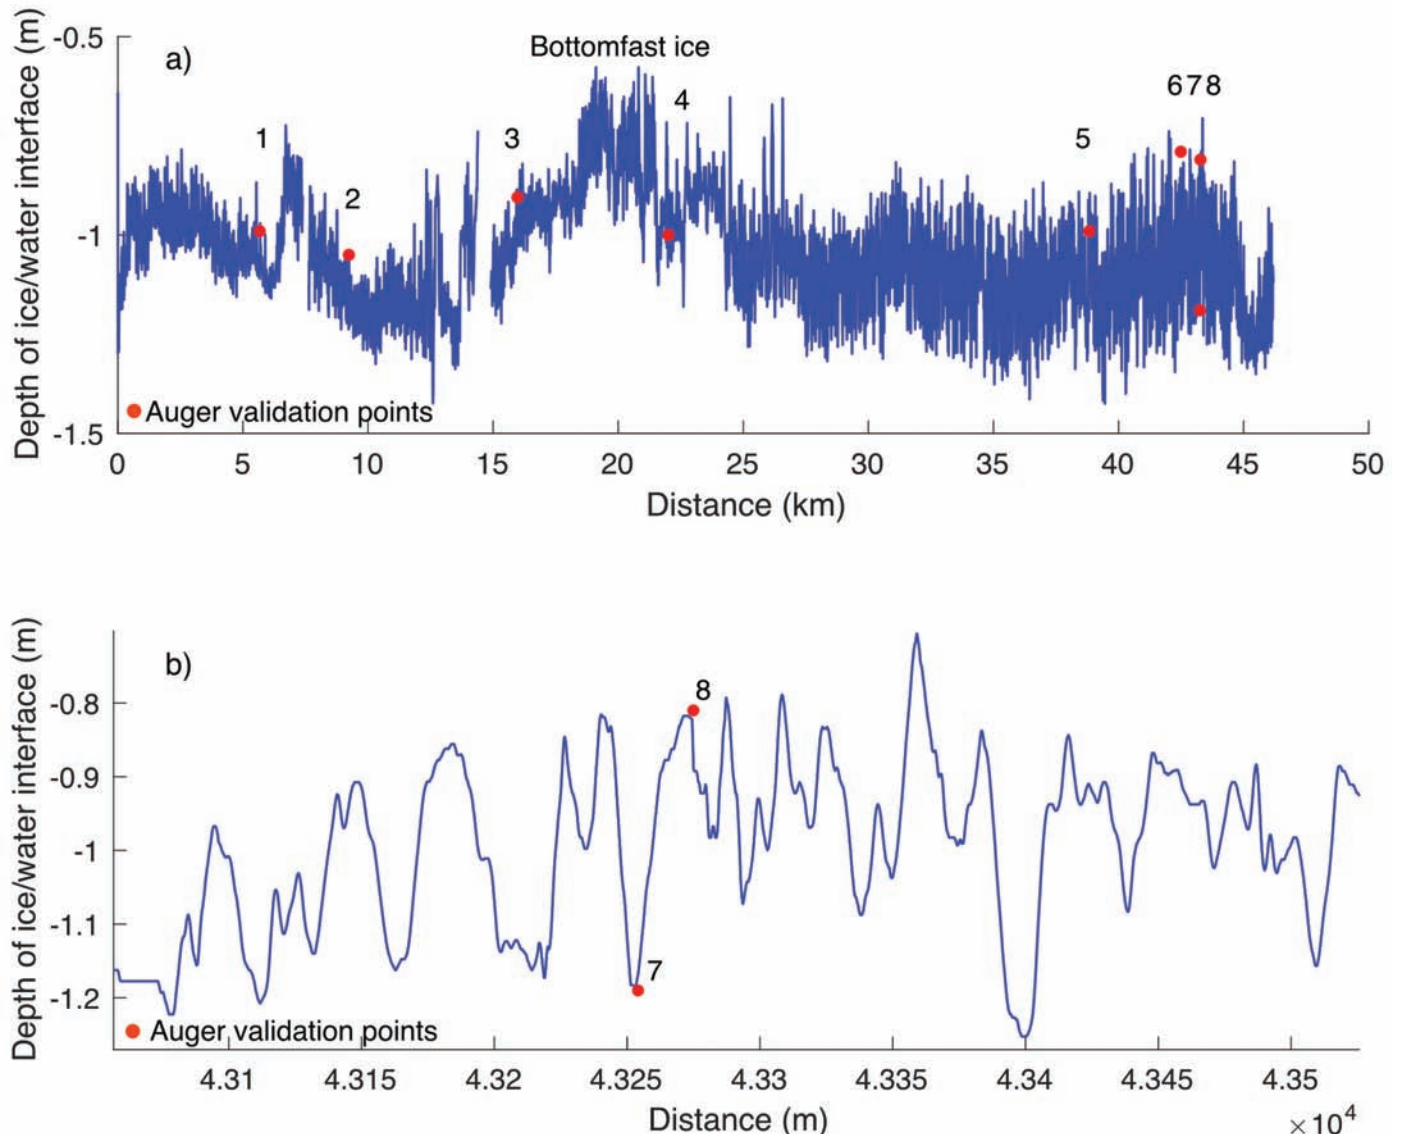 Depth of ice/water interface (m)
a)
Bottomfast ice
-0.5
-1
-1.5
1
2
3
4
5
678
Auger validation points
0 5 10 15 20 25 30 35 40 45 50
Distance (km)
Depth of ice/water interface (m)
b)
-0.8
-0.9
-1
-1.1
-1.2
8
7
Auger validation points
4.31 4.315 4.32 4.325 4.33 4.335 4.34 4.345 4.35
Distance (m)
×10⁴